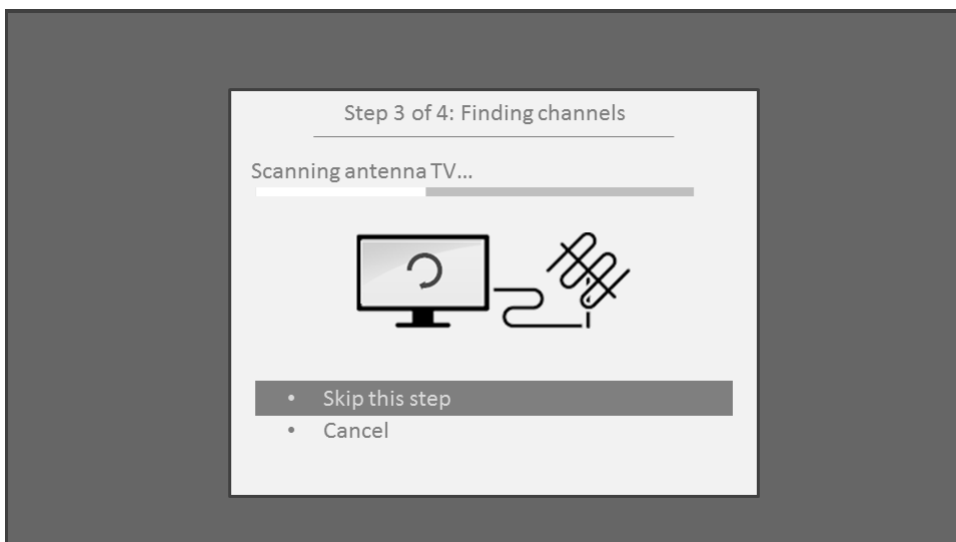 Step 3 of 4: Finding channels
Scanning antenna TV...
• Skip this step
• Cancel